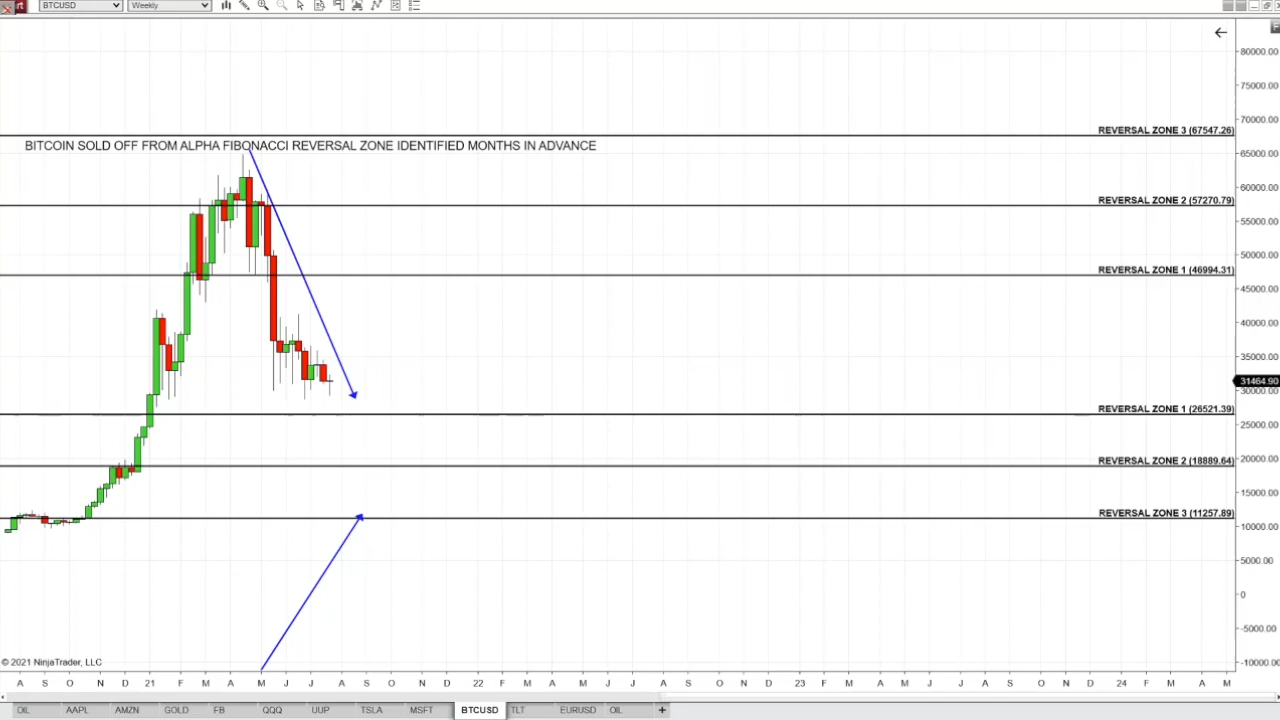 rt BTCUSD Weekly
F
80000.00
75000.00
70000.00
REVERSAL ZONE 3 (67547.26)
BITCOIN SOLD OFF FROM ALPHA FIBONACCI REVERSAL ZONE IDENTIFIED MONTHS IN ADVANCE
65000.00
60000.00
REVERSAL ZONE 2 (57270.79)
55000.00
50000.00
REVERSAL ZONE 1 (46994.31)
45000.00
40000.00
35000.00
31464.90
30000.00
REVERSAL ZONE 1 (26521.39)
25000.00
REVERSAL ZONE 2 (18889.64)
20000.00
15000.00
REVERSAL ZONE 3 (11257.89)
10000.00
5000.00
0
-5000.00
© 2021 NinjaTrader, LLC
-10000.00
A S O N D 21 F M A M J J A S O N D 22 F M A M J J A S O N D 23 F M A M J J A S O N D 24 F M A M
OIL AAPL AMZN GOLD FB QQQ UUP TSLA MSFT BTCUSD TLT EURUSD OIL +